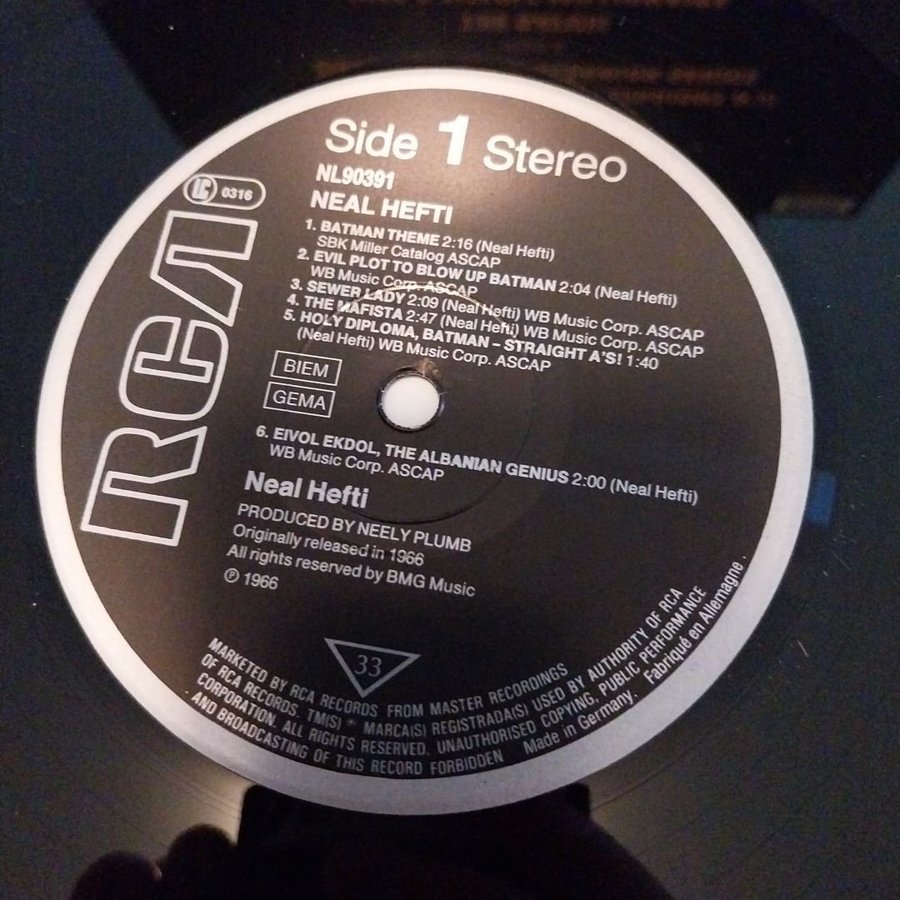 Side 1 Stereo
NL90391
LC 0316
NEAL HEFTI
1. BATMAN THEME 2:16 (Neal Hefti)
SBK Miller Catalog ASCAP
2. EVIL PLOT TO BLOW UP BATMAN 2:04 (Neal Hefti)
WB Music Corp. ASCAP
3. SEWER LADY 2:09 (Neal Hefti) WB Music Corp. ASCAP
4. THE MAFISTA 2:47 (Neal Hefti) WB Music Corp. ASCAP
5. HOLY DIPLOMA, BATMAN – STRAIGHT A'S! 1:40
(Neal Hefti) WB Music Corp. ASCAP
BIEM
GEMA
6. EIVOL EKDOL, THE ALBANIAN GENIUS 2:00 (Neal Hefti)
WB Music Corp. ASCAP
Neal Hefti
PRODUCED BY NEELY PLUMB
Originally released in 1966
All rights reserved by BMG Music
℗ 1966
RCA
33
MARKETED BY RCA RECORDS FROM MASTER RECORDINGS
OF RCA RECORDS. TM(S) ® MARCA(S) REGISTRADA(S) USED BY AUTHORITY OF RCA
CORPORATION. ALL RIGHTS RESERVED. UNAUTHORISED COPYING, PUBLIC PERFORMANCE
AND BROADCASTING OF THIS RECORD FORBIDDEN Made in Germany. Fabriqué en Allemagne.